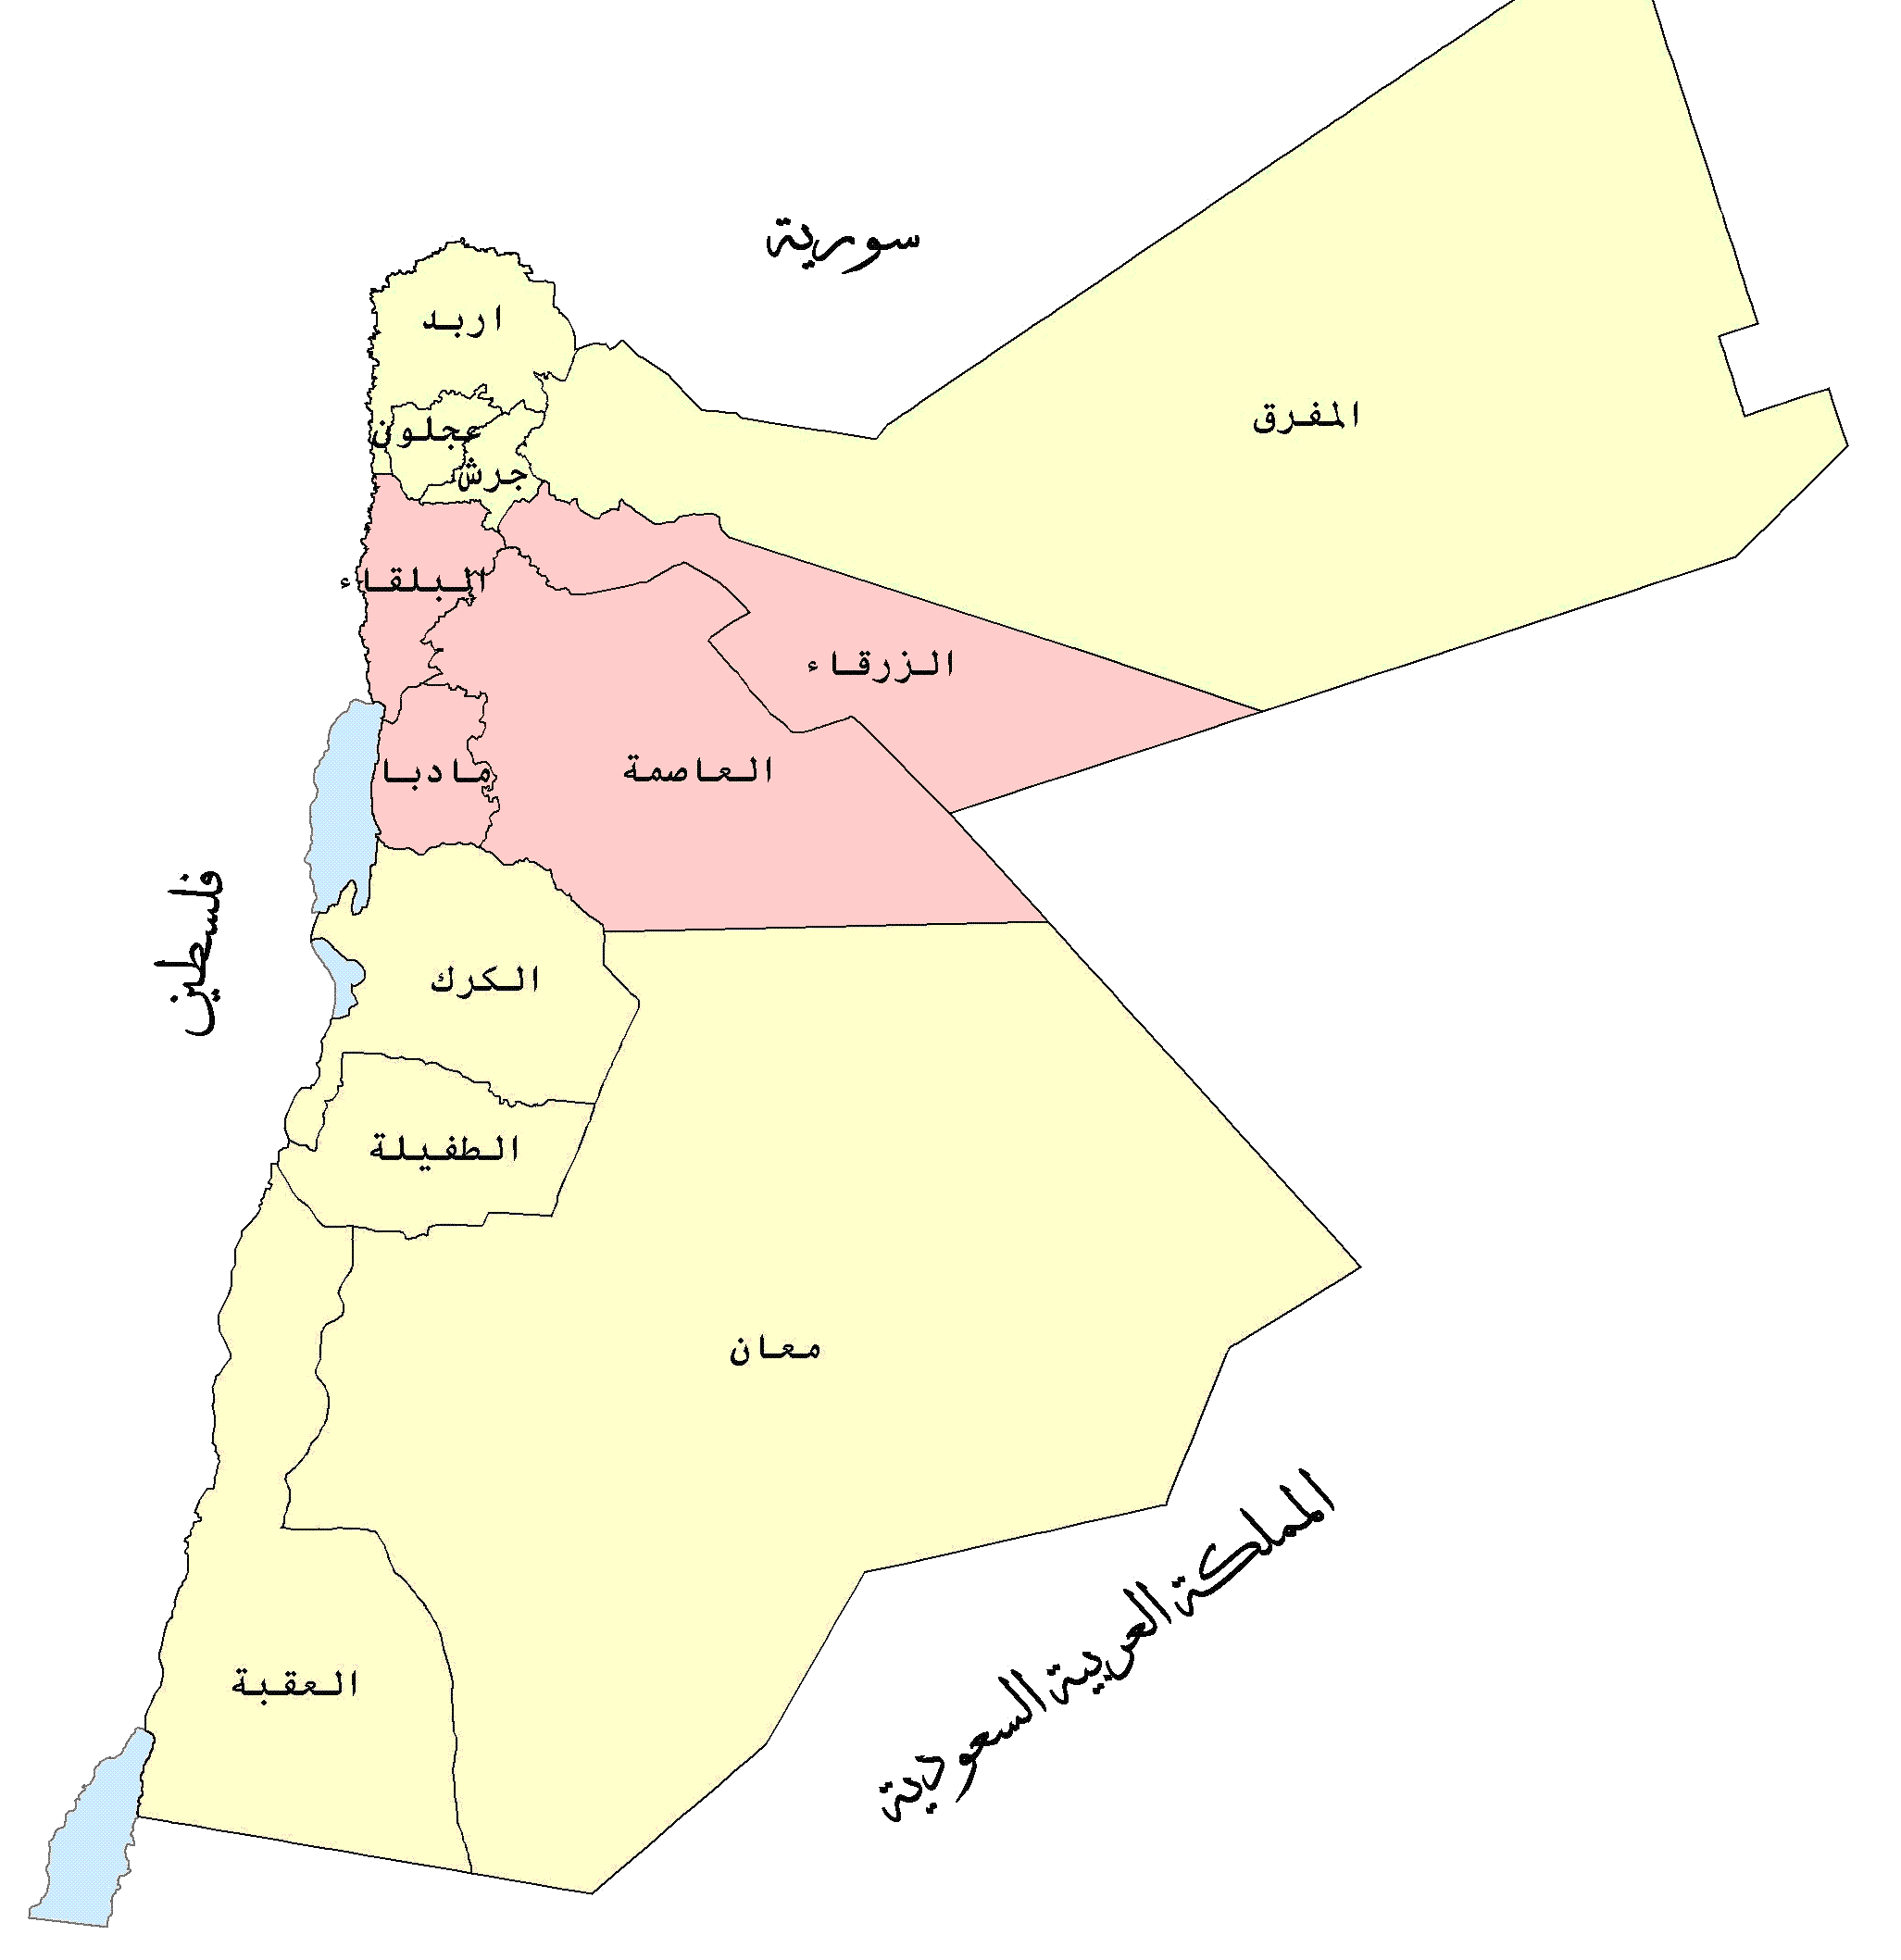 سورية
اربد
المفرق
عجلون
جرش
البلقاء
الزرقاء
مادبا
العاصمة
فلسطين
الكرك
الطفيلة
معان
العقبة
المملكة العربية السعودية